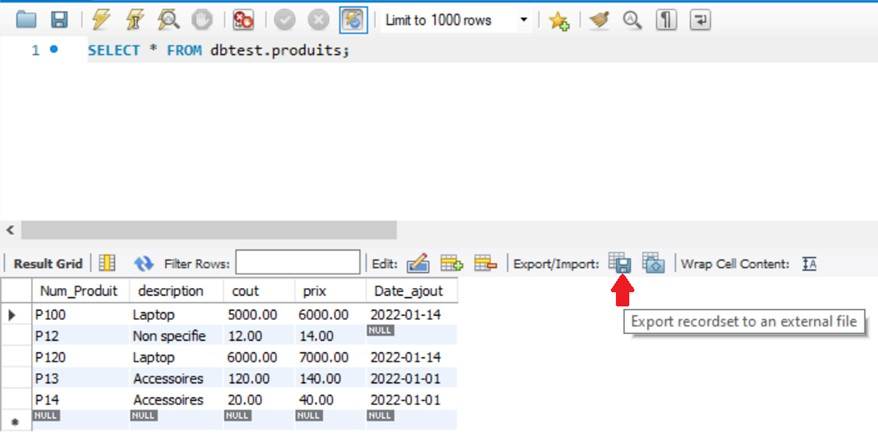 Limit to 1000 rows
1 SELECT * FROM dbtest.produits;
Result Grid Filter Rows: Edit: Export/Import: Wrap Cell Content:
Num_Produit description cout prix Date_ajout
P100 Laptop 5000.00 6000.00 2022-01-14
P12 Non specifie 12.00 14.00 NULL
P120 Laptop 6000.00 7000.00 2022-01-14
P13 Accessoires 120.00 140.00 2022-01-01
P14 Accessoires 20.00 40.00 2022-01-01
NULL NULL NULL NULL NULL
Export recordset to an external file